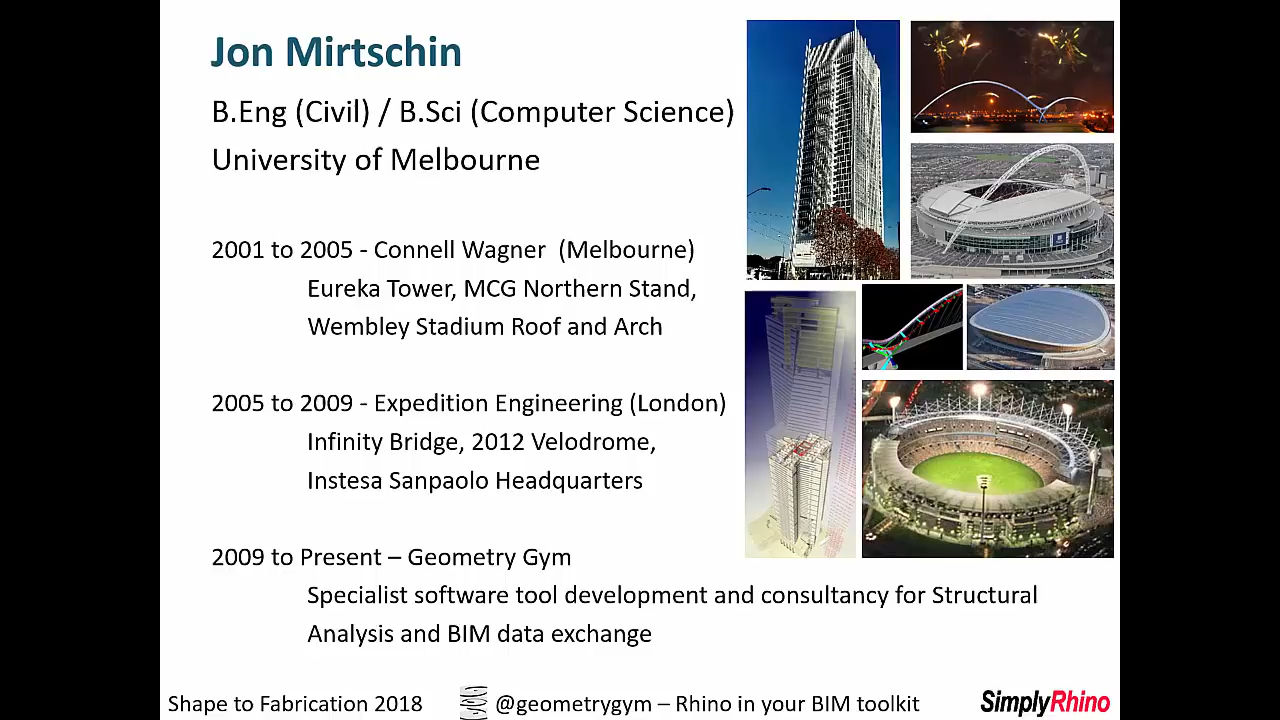 Jon Mirtschin
B.Eng (Civil) / B.Sci (Computer Science)
University of Melbourne
2001 to 2005 - Connell Wagner (Melbourne)
Eureka Tower, MCG Northern Stand,
Wembley Stadium Roof and Arch
2005 to 2009 - Expedition Engineering (London)
Infinity Bridge, 2012 Velodrome,
Instesa Sanpaolo Headquarters
2009 to Present – Geometry Gym
Specialist software tool development and consultancy for Structural
Analysis and BIM data exchange
Shape to Fabrication 2018
@geometrygym – Rhino in your BIM toolkit
SimplyRhino